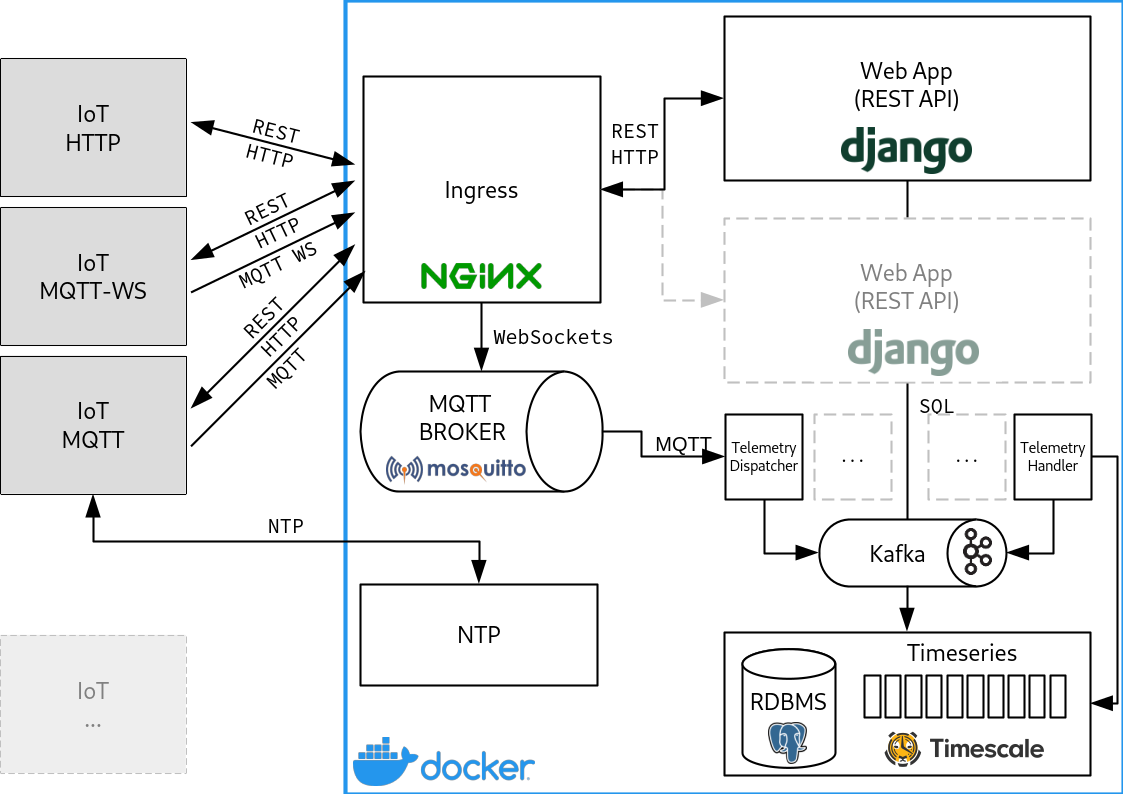 IoT
HTTP
IoT
MQTT-WS
IoT
MQTT
IoT
...
REST
HTTP
REST
HTTP
MQTT WS
REST
HTTP
MQTT
NTP
Ingress
NGINX
REST
HTTP
WebSockets
MQTT
BROKER
mosquitto
NTP
docker
Web App
(REST API)
django
Web App
(REST API)
django
SQL
MQTT
Telemetry
Dispatcher
...
...
Telemetry
Handler
Kafka
Timeseries
RDBMS
Timescale